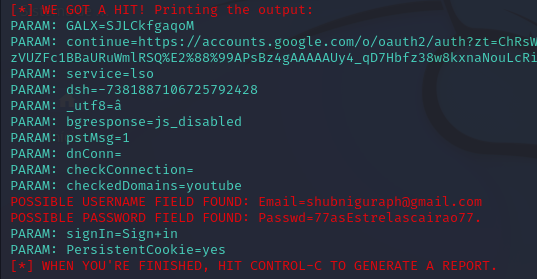 [*] WE GOT A HIT! Printing the output:
PARAM: GALX=SJLCkfgaqoM
PARAM: continue=https://accounts.google.com/o/oauth2/auth?zt=ChRsW
zVUZFc1BBaURuWmlRSQ%E2%88%99APsBz4gAAAAAUy4_qD7Hbfz38w8kxnaNouLcRi
PARAM: service=lso
PARAM: dsh=-7381887106725792428
PARAM: _utf8=â
PARAM: bgresponse=js_disabled
PARAM: pstMsg=1
PARAM: dnConn=
PARAM: checkConnection=
PARAM: checkedDomains=youtube
POSSIBLE USERNAME FIELD FOUND: Email=shubniguraph@gmail.com
POSSIBLE PASSWORD FIELD FOUND: Passwd=77asEstrelascairao77.
PARAM: signIn=Sign+in
PARAM: PersistentCookie=yes
[*] WHEN YOU'RE FINISHED, HIT CONTROL-C TO GENERATE A REPORT.